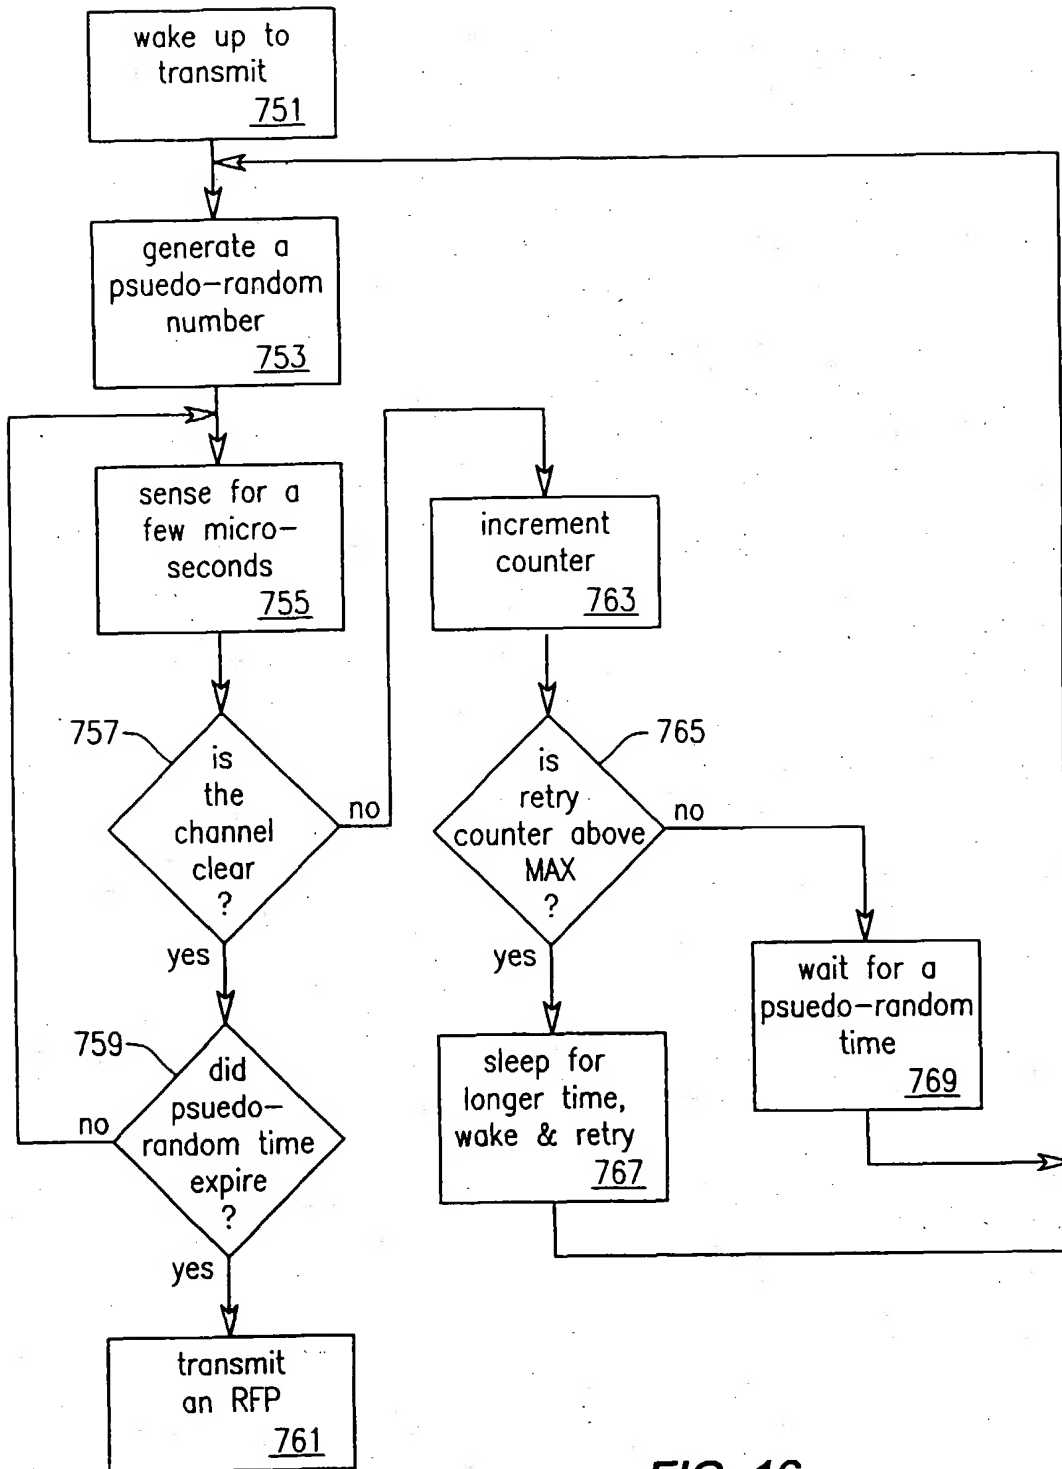 wake up to
transmit
751
generate a
psuedo-random
number
753
sense for a
few micro-
seconds
755
757
is
the
channel
clear
?
no
yes
759
did
psuedo-
random time
expire
?
no
yes
transmit
an RFP
761
increment
counter
763
765
is
retry
counter above
MAX
?
no
yes
sleep for
longer time,
wake & retry
767
wait for a
psuedo-random
time
769
FIG. 16